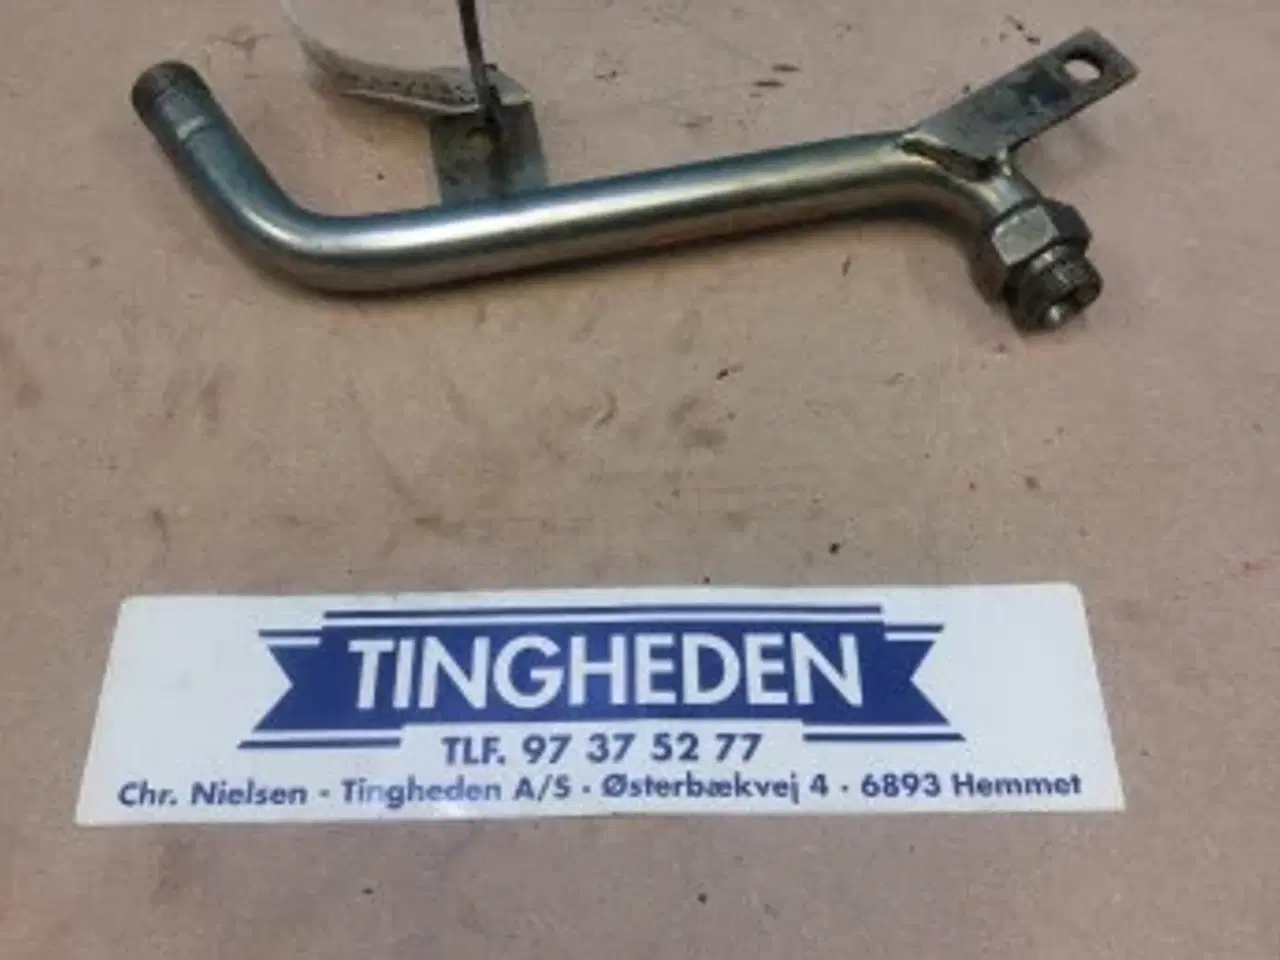 TINGHEDEN
TLF. 97 37 52 77
Chr. Nielsen - Tingheden A/S - Østerbækvej 4 - 6893 Hemmet